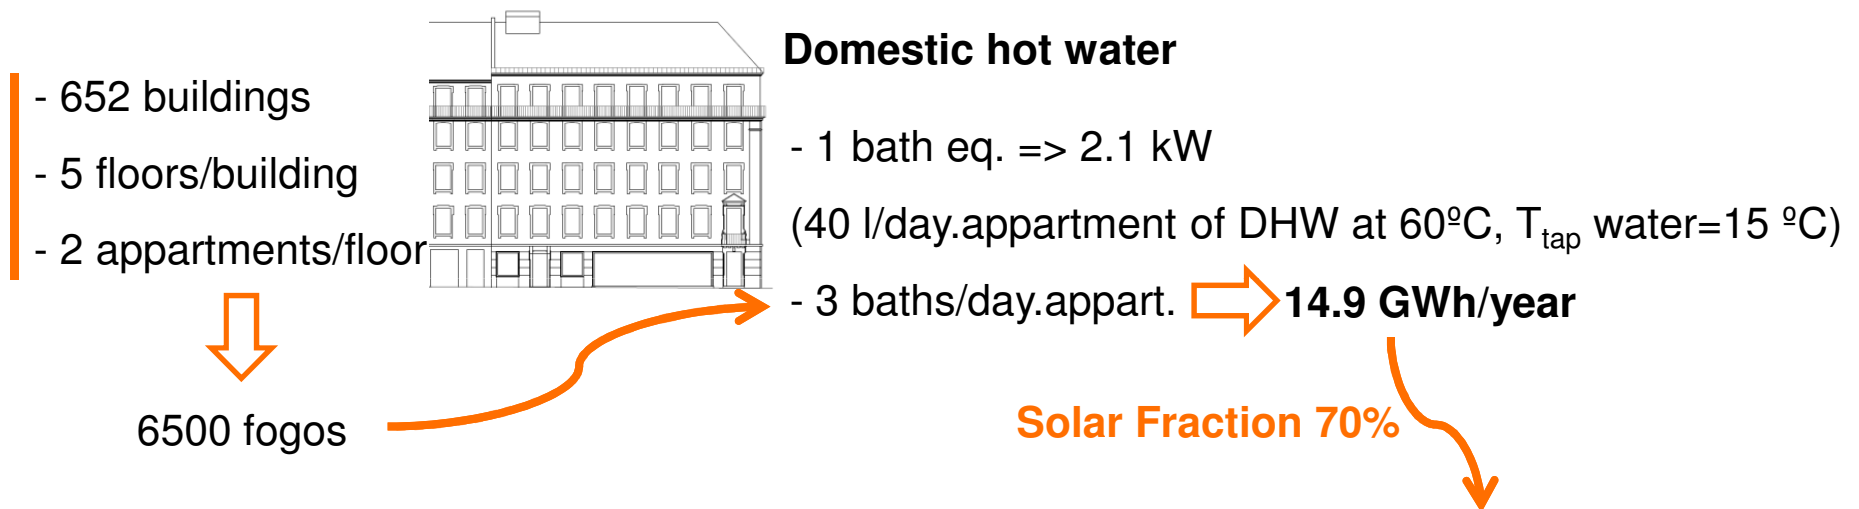 - 652 buildings
- 5 floors/building
- 2 appartments/floor
6500 fogos
Domestic hot water
- 1 bath eq. => 2.1 kW
(40 l/day.appartment of DHW at 60ºC, Ttap water=15 ºC)
- 3 baths/day.appart.
14.9 GWh/year
Solar Fraction 70%